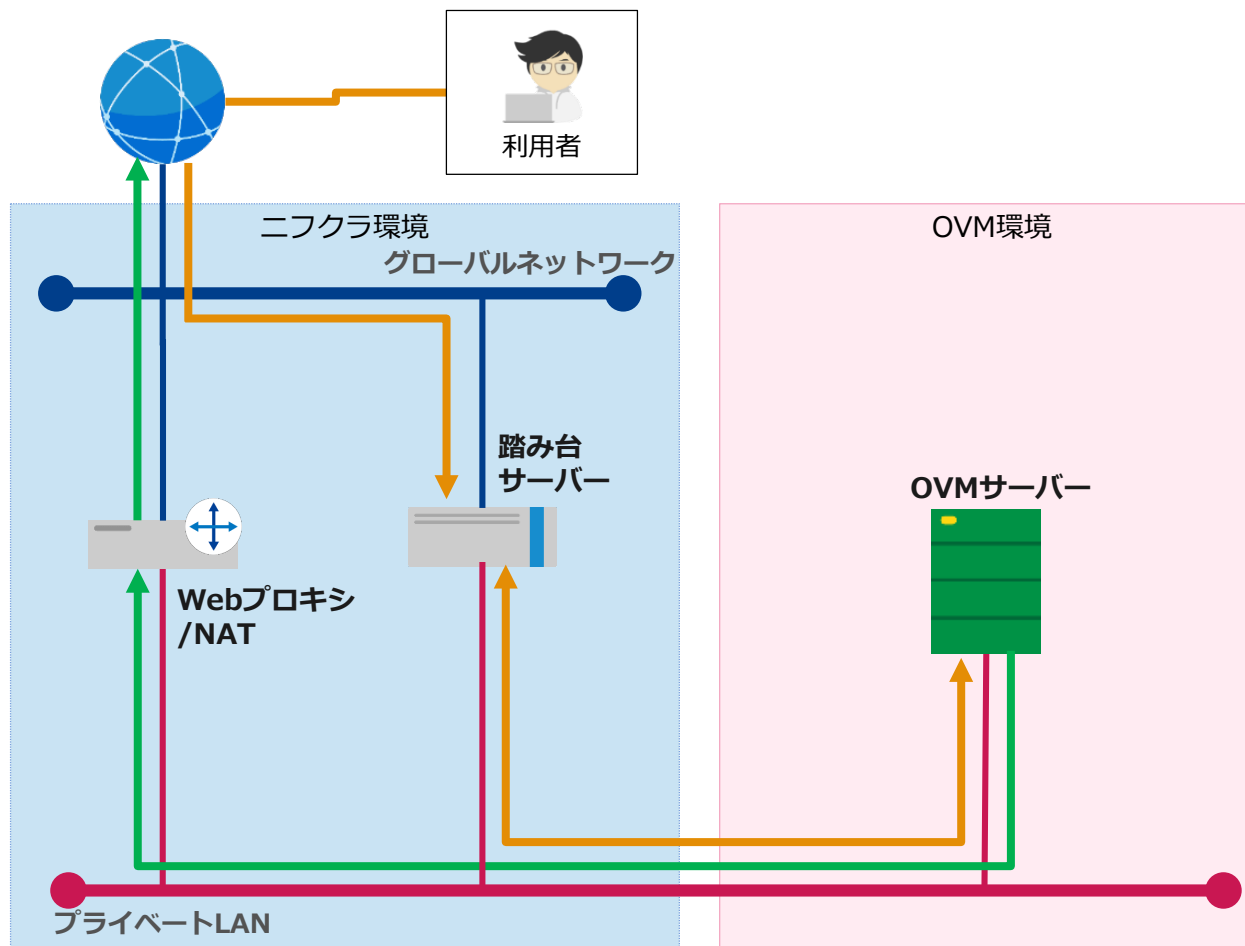 利用者
ニフクラ環境
OVM環境
グローバルネットワーク
踏み台
サーバー
OVMサーバー
Webプロキシ
/NAT
プライベートLAN